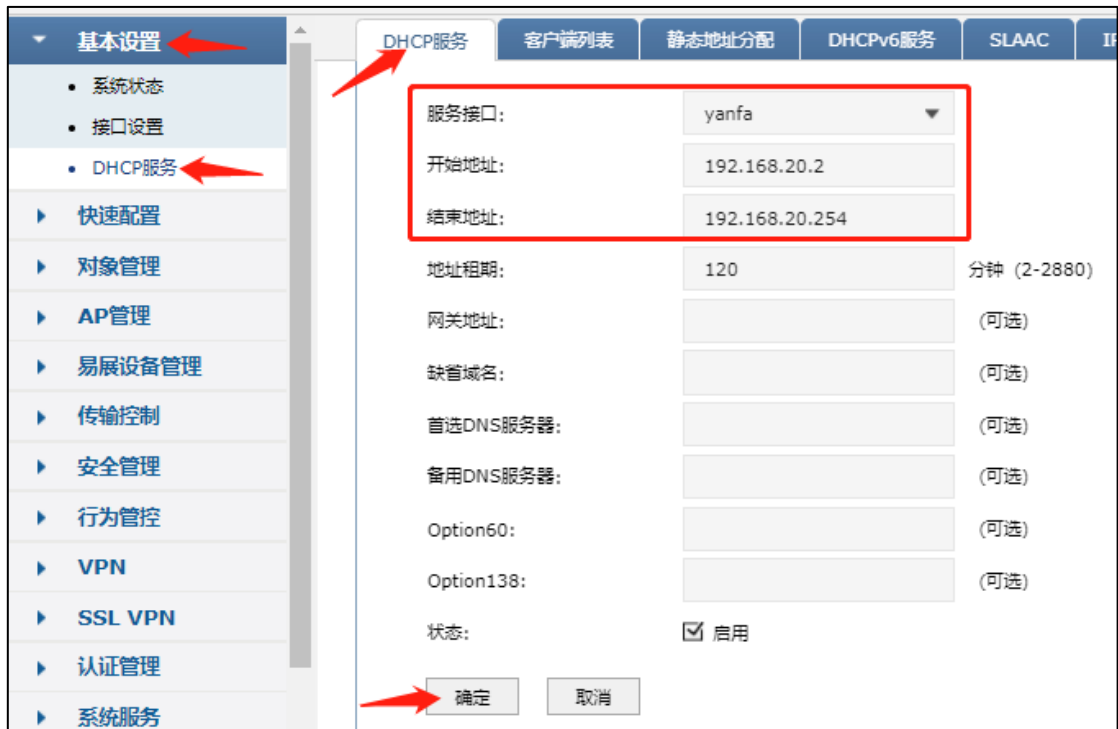 基本设置
系统状态
接口设置
DHCP服务
快速配置
对象管理
AP管理
易展设备管理
传输控制
安全管理
行为管控
VPN
SSL VPN
认证管理
系统服务
DHCP服务 客户端列表 静态地址分配 DHCPv6服务 SLAAC
服务接口: yanfa
开始地址: 192.168.20.2
结束地址: 192.168.20.254
地址租期: 120 分钟 (2-2880)
网关地址: (可选)
缺省域名: (可选)
首选DNS服务器: (可选)
备用DNS服务器: (可选)
Option60: (可选)
Option138: (可选)
状态: 启用
确定 取消